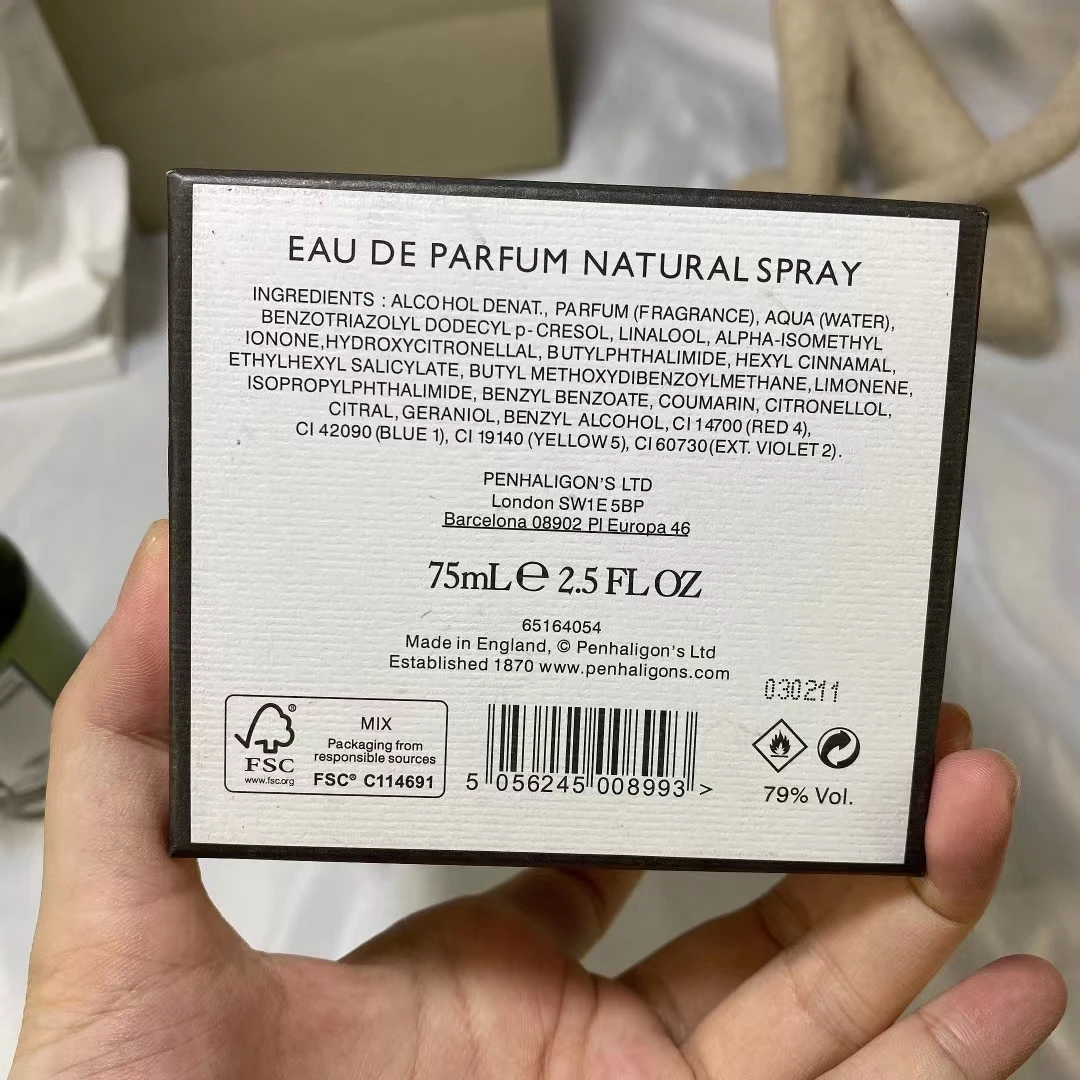 EAU DE PARFUM NATURAL SPRAY
INGREDIENTS : ALCOHOL DENAT., PARFUM (FRAGRANCE), AQUA (WATER),
BENZOTRIAZOLYL DODECYL p-CRESOL, LINALOOL, ALPHA-ISOMETHYL
IONONE, HYDROXYCITRONELLAL, BUTYLPHTHALIMIDE, HEXYL CINNAMAL,
ETHYLHEXYL SALICYLATE, BUTYL METHOXYDIBENZOYLMETHANE, LIMONENE,
ISOPROPYLPHTHALIMIDE, BENZYL BENZOATE, COUMARIN, CITRONELLOL,
CITRAL, GERANIOL, BENZYL ALCOHOL, CI 14700 (RED 4),
CI 42090 (BLUE 1), CI 19140 (YELLOW 5), CI 60730 (EXT. VIOLET 2).
PENHALIGON'S LTD
London SW1E 5BP
Barcelona 08902 Pl Europa 46
75mL ℮ 2.5 FL OZ
65164054
Made in England, © Penhaligon's Ltd
Established 1870 www.penhaligons.com
030211
FSC
www.fsc.org
®
MIX
Packaging from
responsible sources
FSC® C114691
5 056245 008993 >
79% Vol.